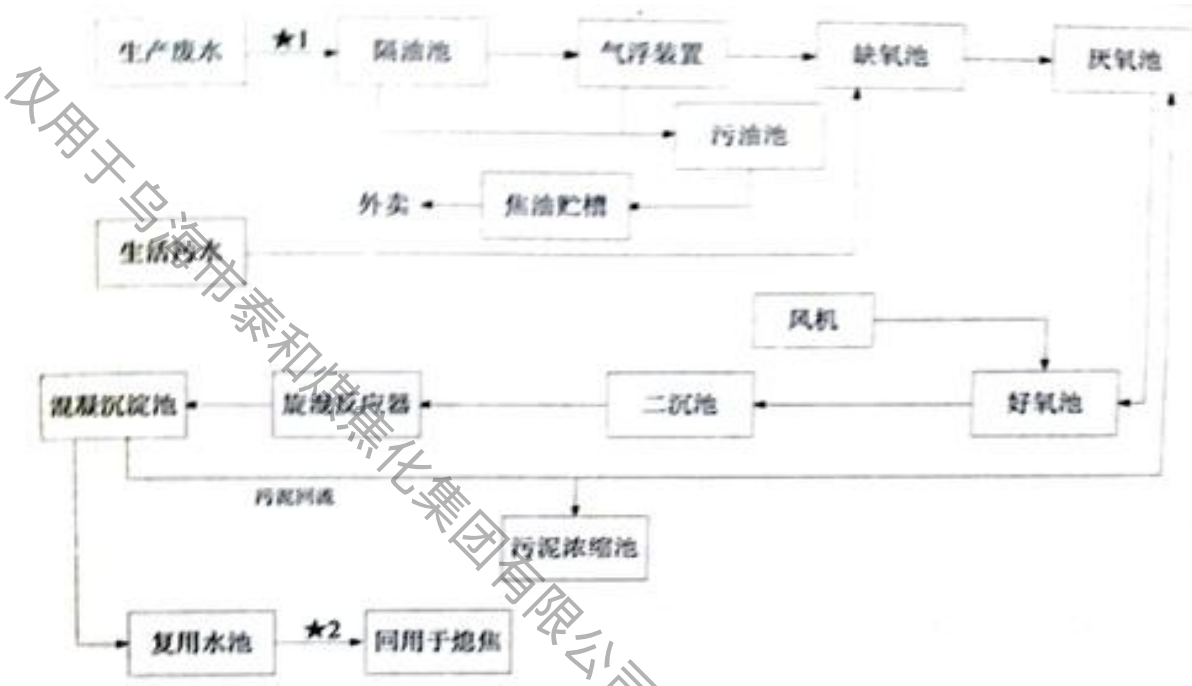 生产废水 ★1 隔油池 气浮装置 缺氧池 厌氧池
污油池
外卖 焦油贮槽
生活污水
风机
混凝沉淀池 旋混反应器 二沉池 好氧池
污泥回流
污泥浓缩池
复用水池 ★2 回用于熄焦
仅用于乌海市泰和煤焦化集团有限公司